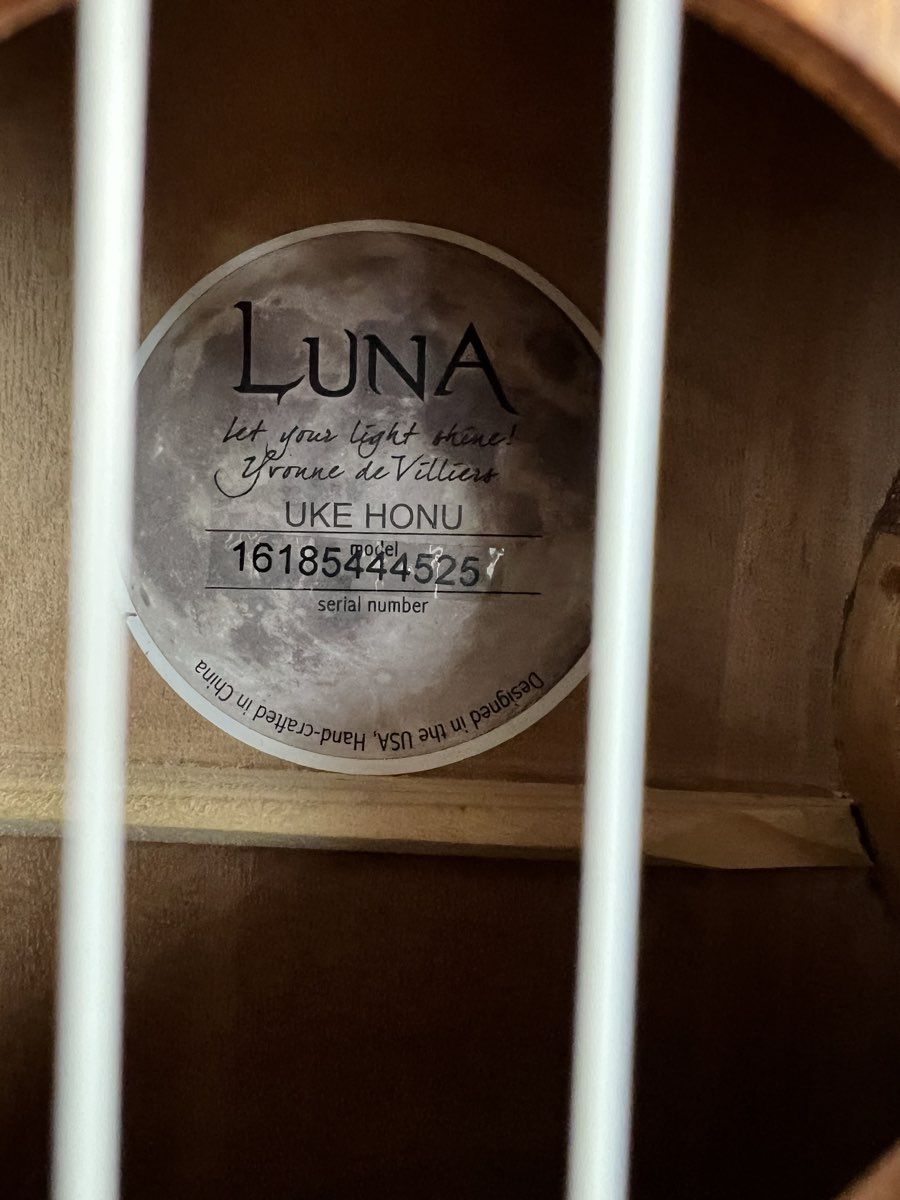 LUNA
Let your light shine!
Yvonne de Villiers
UKE HONU
model
16185444525
serial number
Designed in the USA, Hand-crafted in China